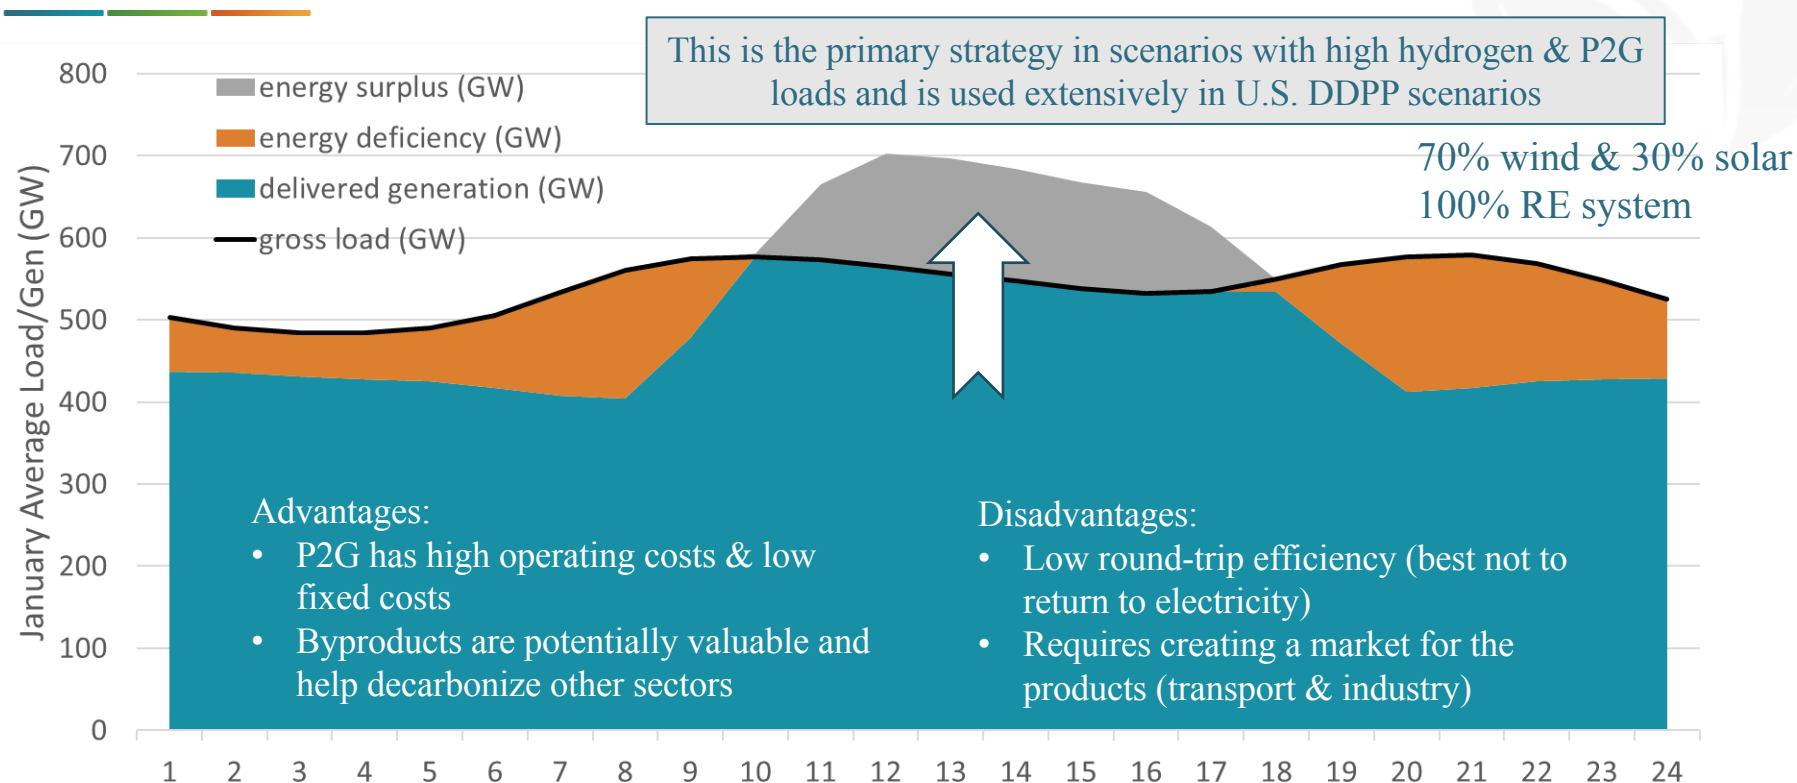 This is the primary strategy in scenarios with high hydrogen & P2G
loads and is used extensively in U.S. DDPP scenarios
70% wind & 30% solar
100% RE system
energy surplus (GW)
energy deficiency (GW)
delivered generation (GW)
gross load (GW)
January Average Load/Gen (GW)
800
700
600
500
400
300
200
100
0
Advantages:
• P2G has high operating costs & low
fixed costs
• Byproducts are potentially valuable and
help decarbonize other sectors
Disadvantages:
• Low round-trip efficiency (best not to
return to electricity)
• Requires creating a market for the
products (transport & industry)
1 2 3 4 5 6 7 8 9 10 11 12 13 14 15 16 17 18 19 20 21 22 23 24